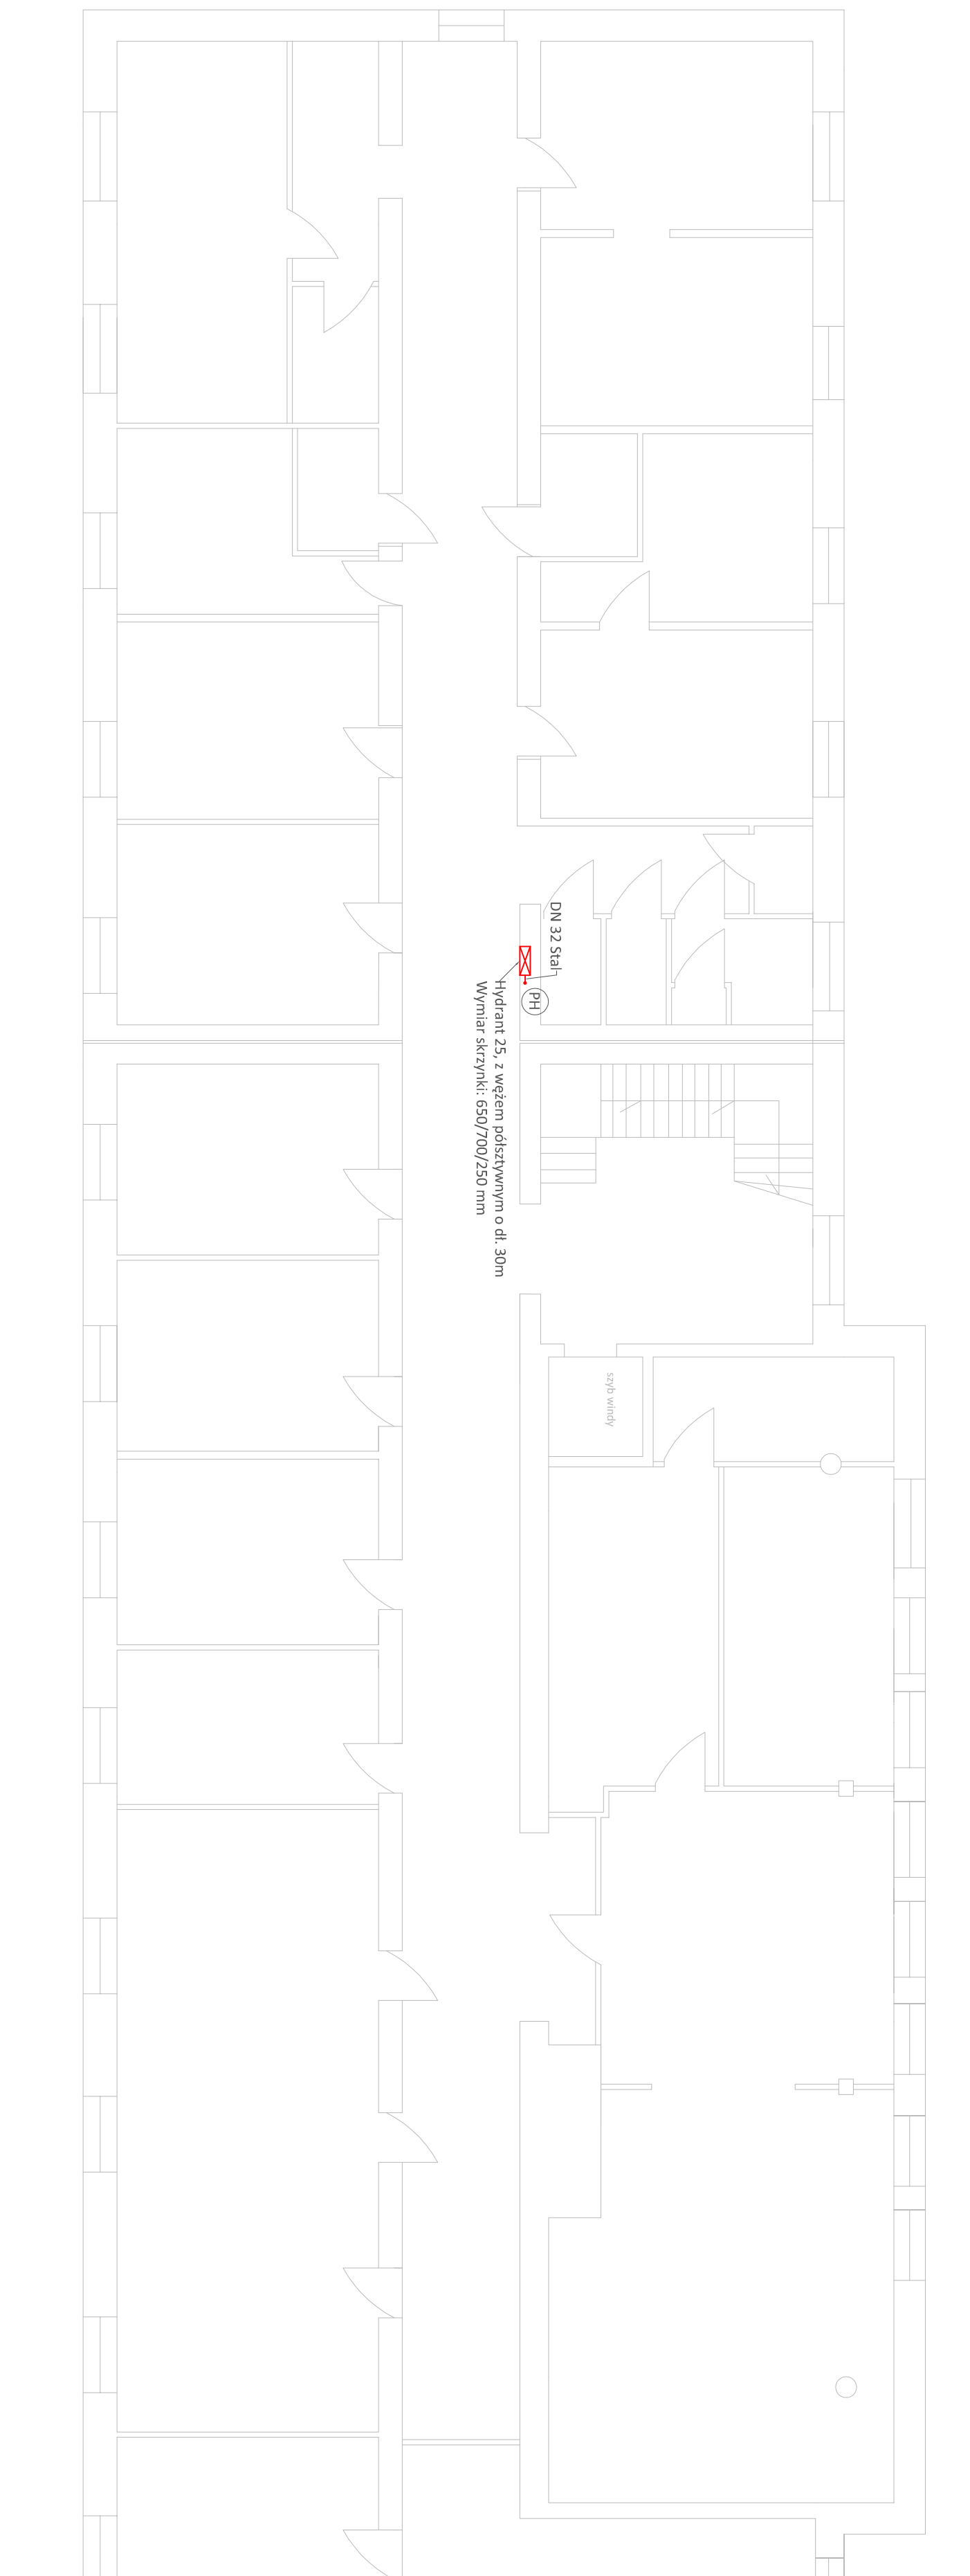 DN 32 Stal
PH
Hydrant 25, z wężem półsztywnym o dł. 30m
Wymiar skrzynki: 650/700/250 mm
szyb windy